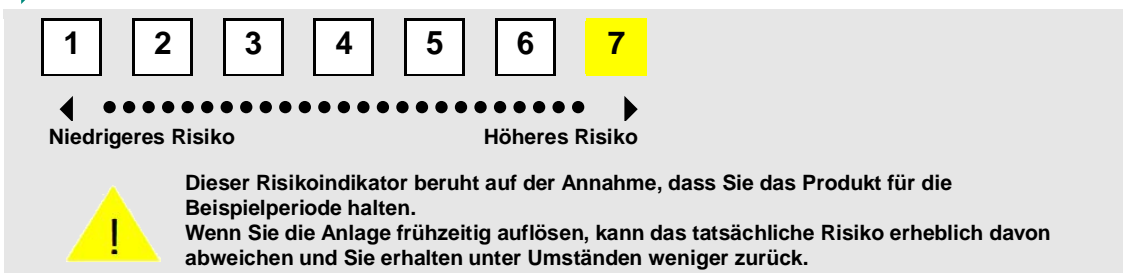 1 2 3 4 5 6 7
Niedrigeres Risiko Höheres Risiko
!
Dieser Risikoindikator beruht auf der Annahme, dass Sie das Produkt für die
Beispielperiode halten.
Wenn Sie die Anlage frühzeitig auflösen, kann das tatsächliche Risiko erheblich davon
abweichen und Sie erhalten unter Umständen weniger zurück.